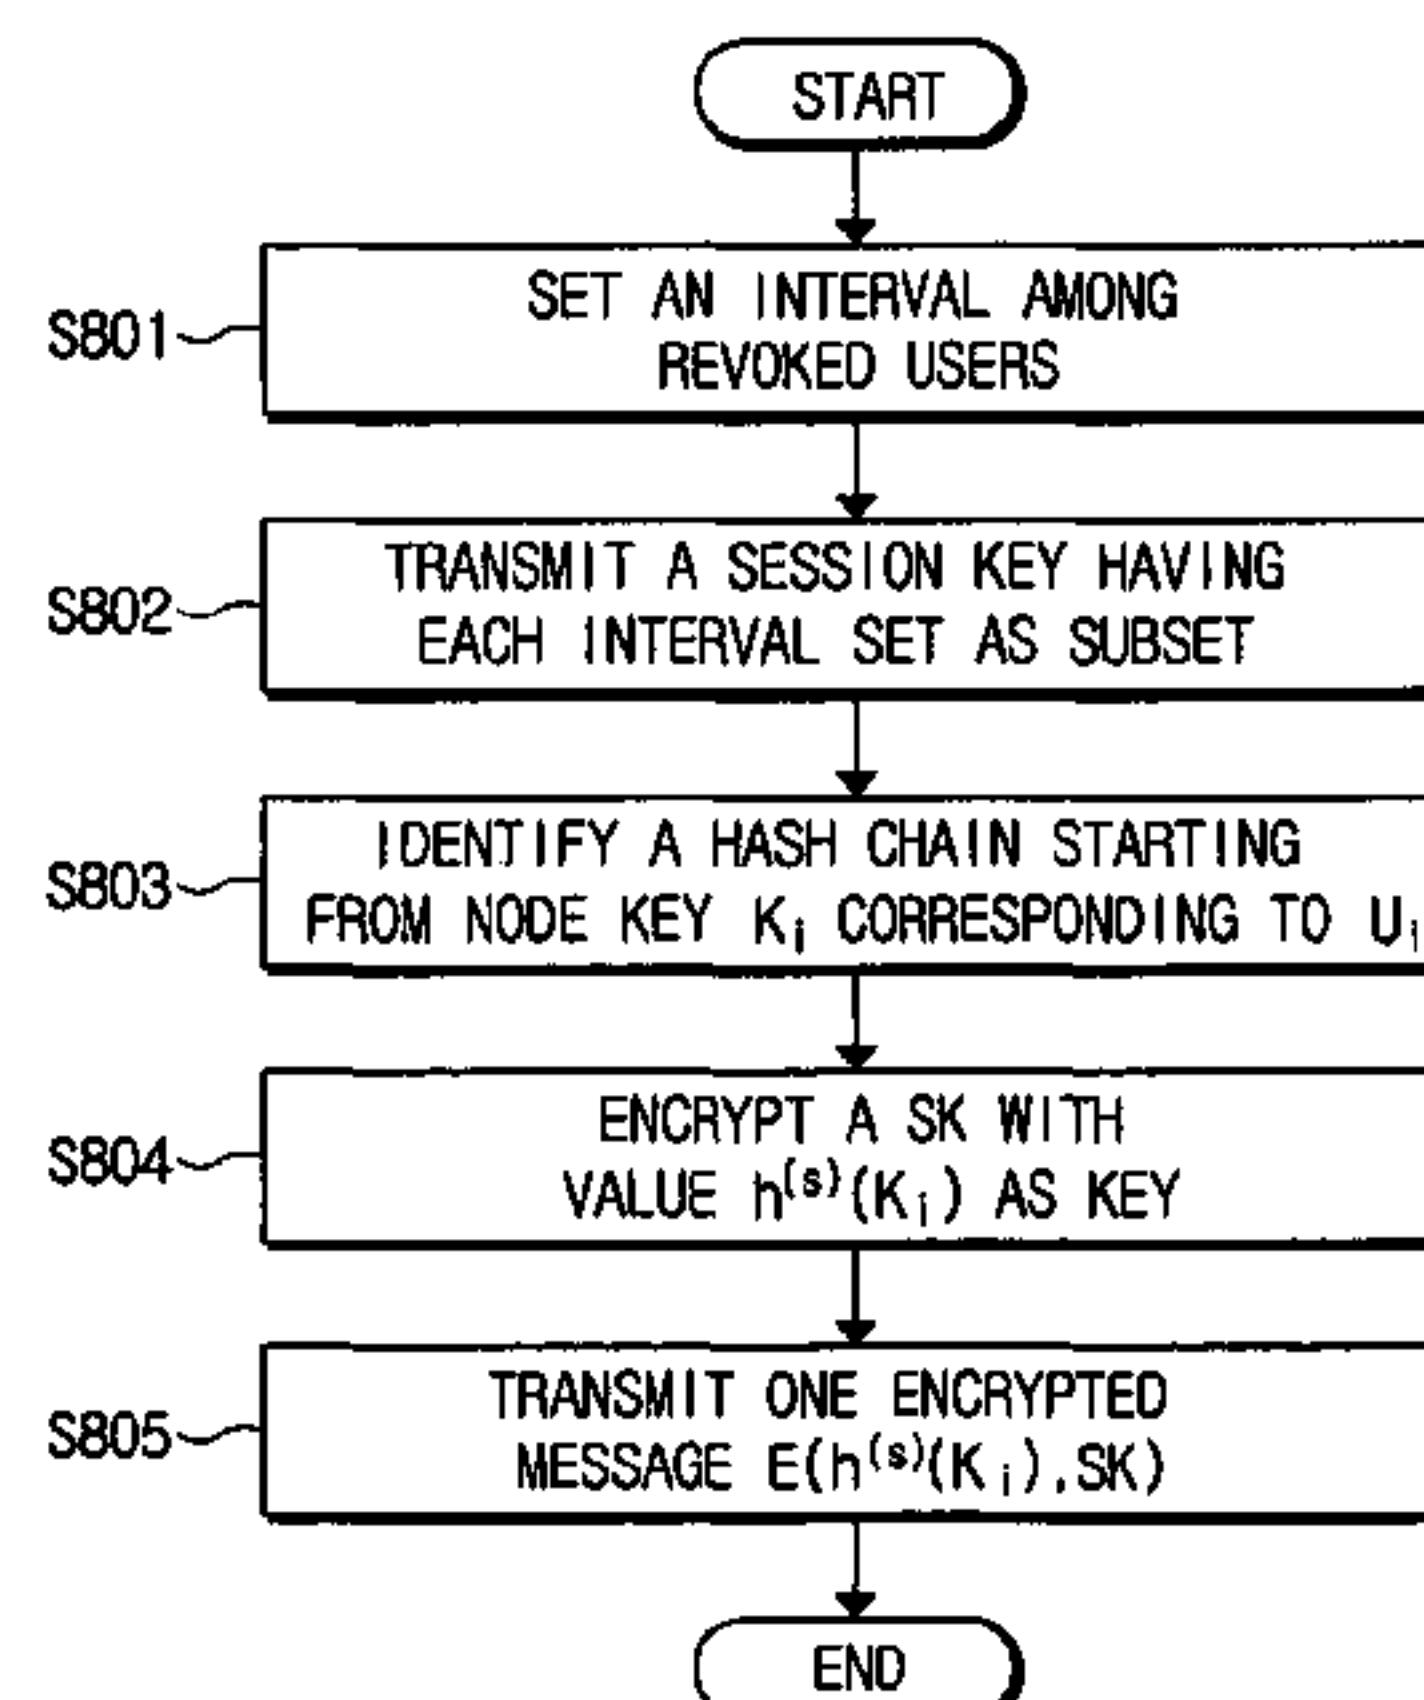 START
S801
SET AN INTERVAL AMONG
REVOKED USERS
S802
TRANSMIT A SESSION KEY HAVING
EACH INTERVAL SET AS SUBSET
S803
IDENTIFY A HASH CHAIN STARTING
FROM NODE KEY Kᵢ CORRESPONDING TO Uᵢ
S804
ENCRYPT A SK WITH
VALUE h⁽ˢ⁾(Kᵢ) AS KEY
S805
TRANSMIT ONE ENCRYPTED
MESSAGE E(h⁽ˢ⁾(Kᵢ),SK)
END